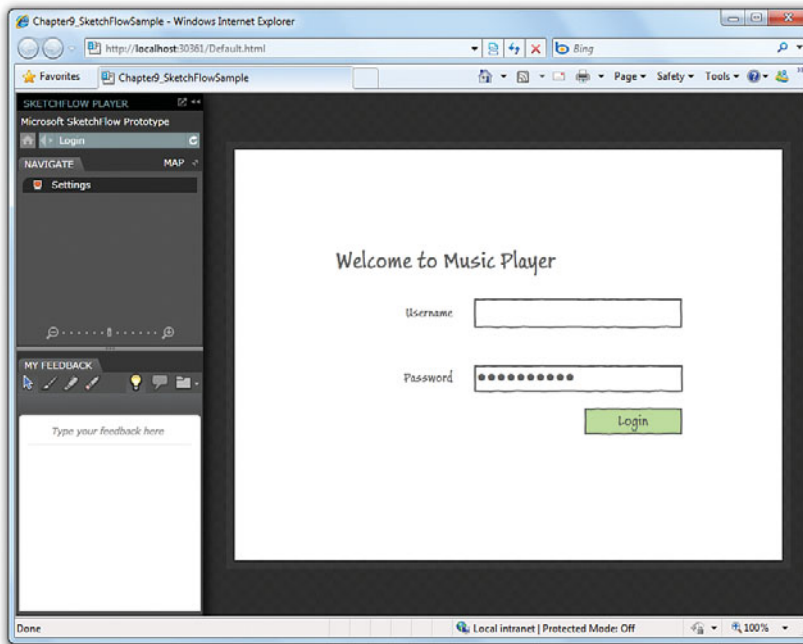 Chapter9_SketchFlowSample - Windows Internet Explorer
http://localhost:30361/Default.html
Bing
Favorites
Chapter9_SketchFlowSample
Page
Safety
Tools
SKETCHFLOW PLAYER
Microsoft SketchFlow Prototype
Login
NAVIGATE
MAP
Settings
Welcome to Music Player
Username
Password
Login
MY FEEDBACK
Type your feedback here
Done
Local intranet | Protected Mode: Off
100%